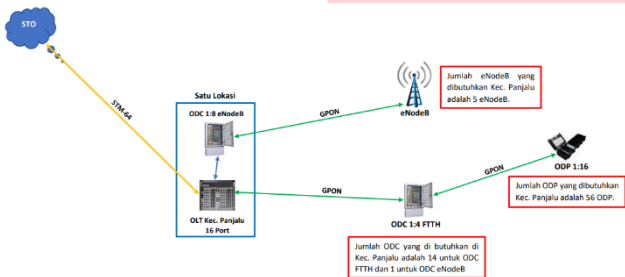 STO
STM-64
Satu Lokasi
ODC 1:8 eNodeB
OLT Kec. Panjalu
16 Port
GPON
eNodeB
Jumlah eNodeB yang
dibutuhkan Kec. Panjalu
adalah 5 eNodeB.
GPON
ODC 1:4 FTTH
GPON
ODP 1:16
Jumlah ODP yang dibutuhkan
Kec. Panjalu adalah 56 ODP.
Jumlah ODC yang di butuhkan di
Kec. Panjalu adalah 14 untuk ODC
FTTH dan 1 untuk ODC eNodeB